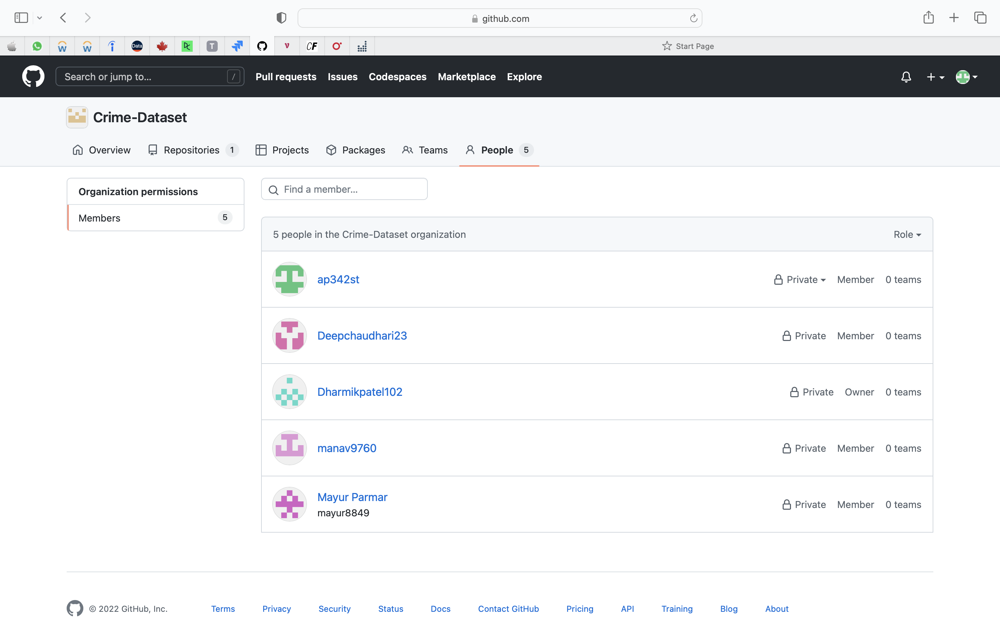 github.com
Data
T
CF
Start Page
Search or jump to... /
Pull requests Issues Codespaces Marketplace Explore
Crime-Dataset
Overview Repositories 1 Projects Packages Teams People 5
Organization permissions
Members 5
Find a member...
5 people in the Crime-Dataset organization Role
ap342st Private Member 0 teams
Deepchaudhari23 Private Member 0 teams
Dharmikpatel102 Private Owner 0 teams
manav9760 Private Member 0 teams
Mayur Parmar
mayur8849 Private Member 0 teams
© 2022 GitHub, Inc. Terms Privacy Security Status Docs Contact GitHub Pricing API Training Blog About